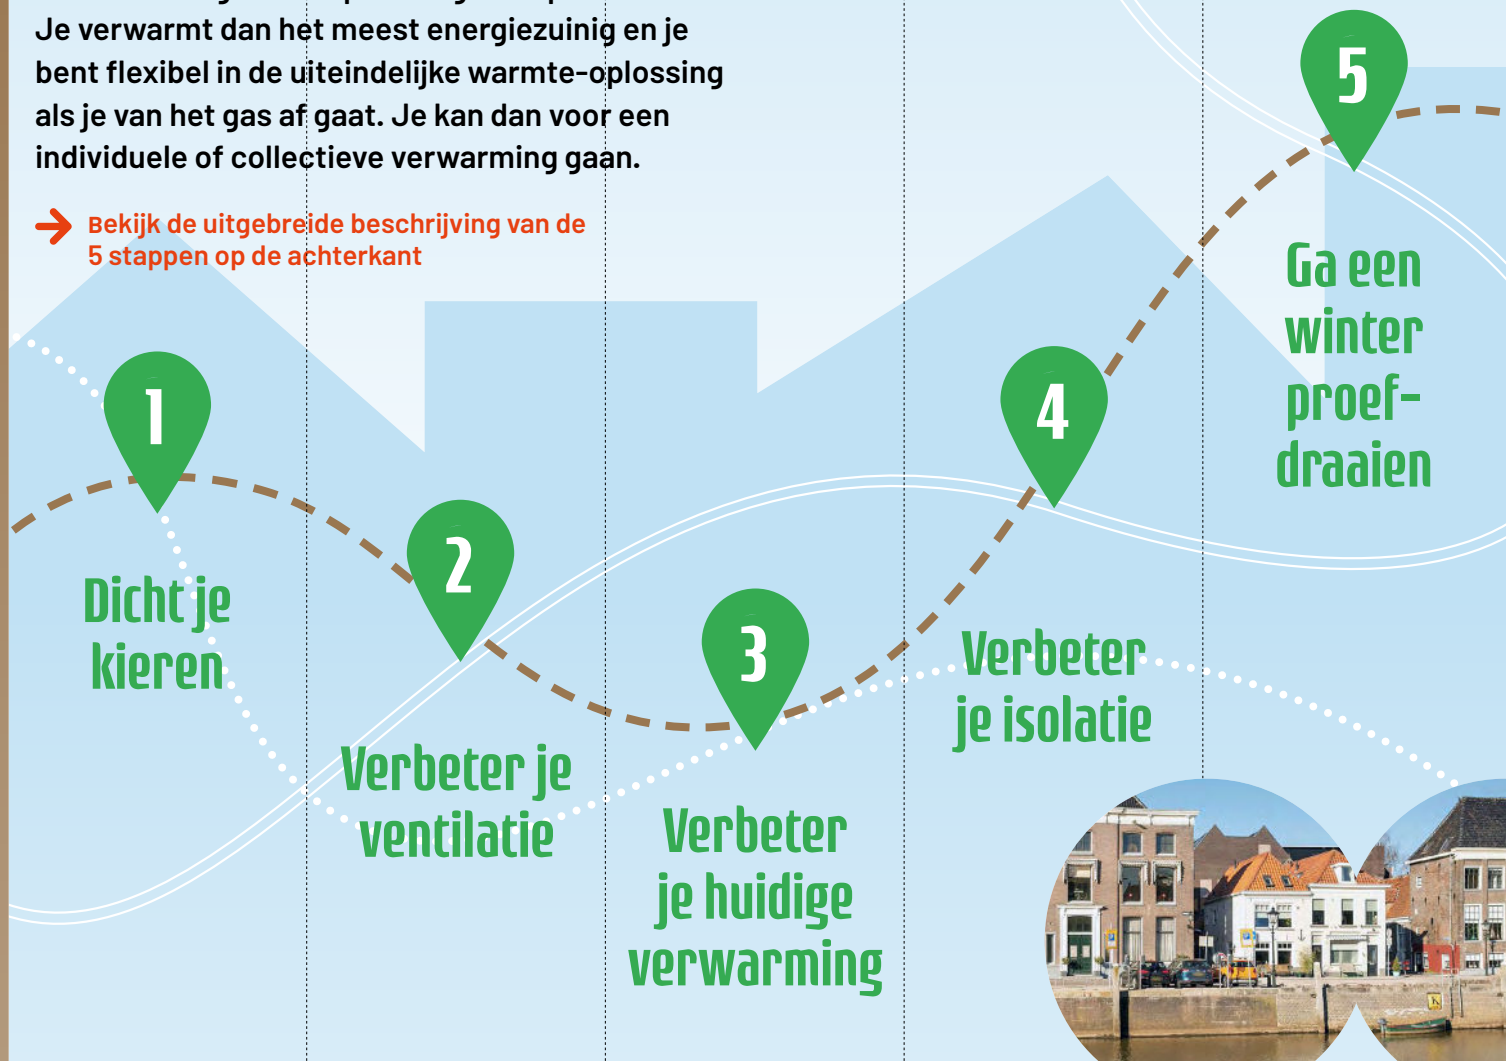 Je verwarmt dan het meest energiezuinig en je
bent flexibel in de uiteindelijke warmte-oplossing
als je van het gas af gaat. Je kan dan voor een
individuele of collectieve verwarming gaan.
Bekijk de uitgebreide beschrijving van de
5 stappen op de achterkant
1
Dicht je
kieren
2
Verbeter je
ventilatie
3
Verbeter
je huidige
verwarming
4
Verbeter
je isolatie
5
Ga een
winter
proef-
draaien